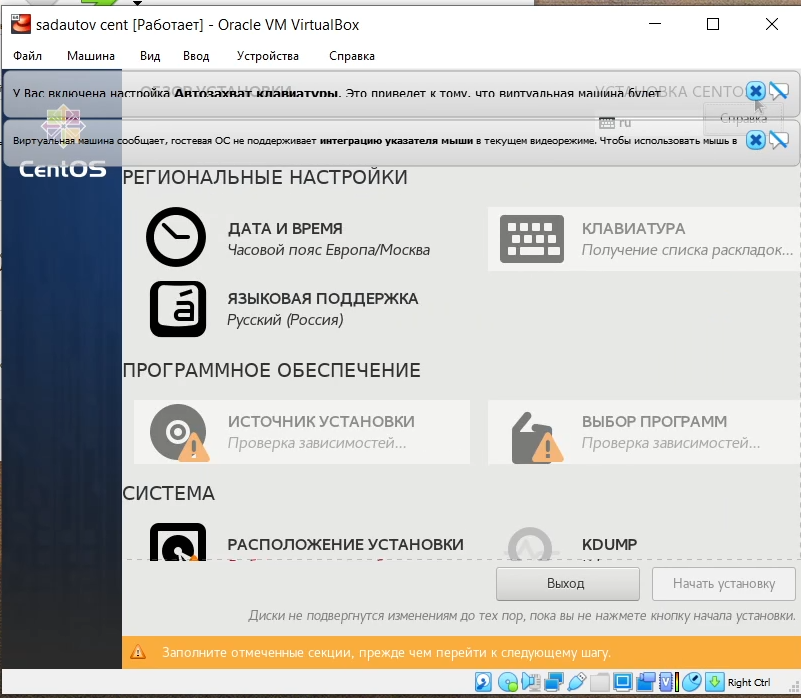 sadautov cent [Работает] - Oracle VM VirtualBox
Файл Машина Вид Ввод Устройства Справка
ОБЗОР УСТАНОВКИ УСТАНОВКА CENTOS
У Вас включена настройка Автозахват клавиатуры. Это приведет к тому, что виртуальная машина будет
ru Справка
Виртуальная машина сообщает, гостевая ОС не поддерживает интеграцию указателя мыши в текущем видеорежиме. Чтобы использовать мышь в
CentOS
РЕГИОНАЛЬНЫЕ НАСТРОЙКИ
ДАТА И ВРЕМЯ
Часовой пояс Европа/Москва
КЛАВИАТУРА
Получение списка раскладок...
ЯЗЫКОВАЯ ПОДДЕРЖКА
Русский (Россия)
ПРОГРАММНОЕ ОБЕСПЕЧЕНИЕ
ИСТОЧНИК УСТАНОВКИ
Проверка зависимостей...
ВЫБОР ПРОГРАММ
Проверка зависимостей...
СИСТЕМА
РАСПОЛОЖЕНИЕ УСТАНОВКИ
KDUMP
Выход Начать установку
Диски не подвергнутся изменениям до тех пор, пока вы не нажмете кнопку начала установки.
Заполните отмеченные секции, прежде чем перейти к следующему шагу.
Right Ctrl